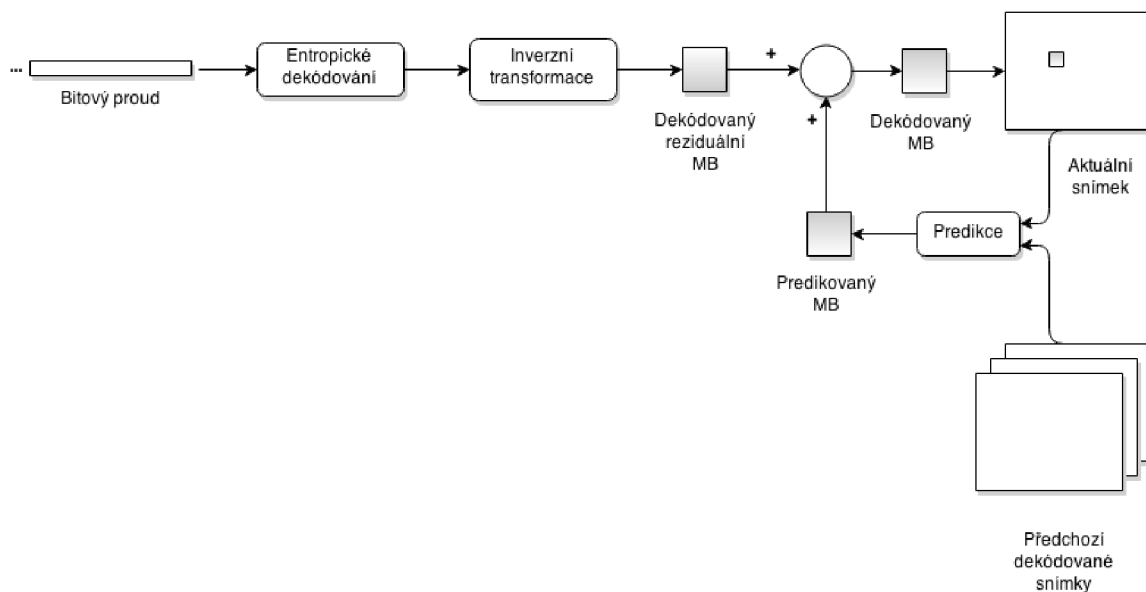 ...
Bitový proud
Entropické
dekódování
Inverzní
transformace
Dekódovaný
reziduální
MB
+
+
Dekódovaný
MB
Aktuální
snímek
Predikce
Predikovaný
MB
Předchozí
dekódované
snímky